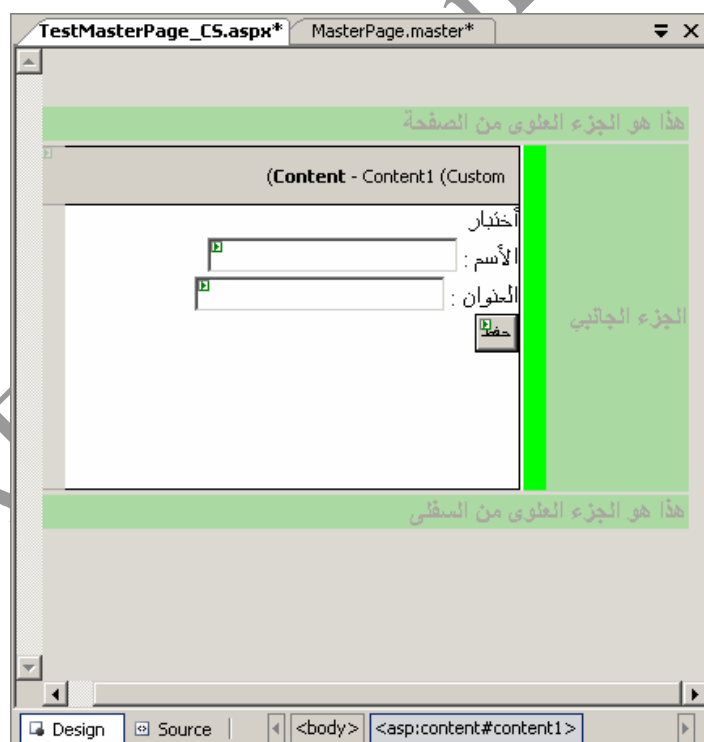 TestMasterPage_CS.aspx* MasterPage.master*
هذا هو الجزء العلوى من الصفحة
(Content - Content1 (Custom
أختبار
الأسم :
العنوان :
حفظ
الجزء الجانبي
هذا هو الجزء العلوى من السفلى
Design Source <body> <asp:content#content1>